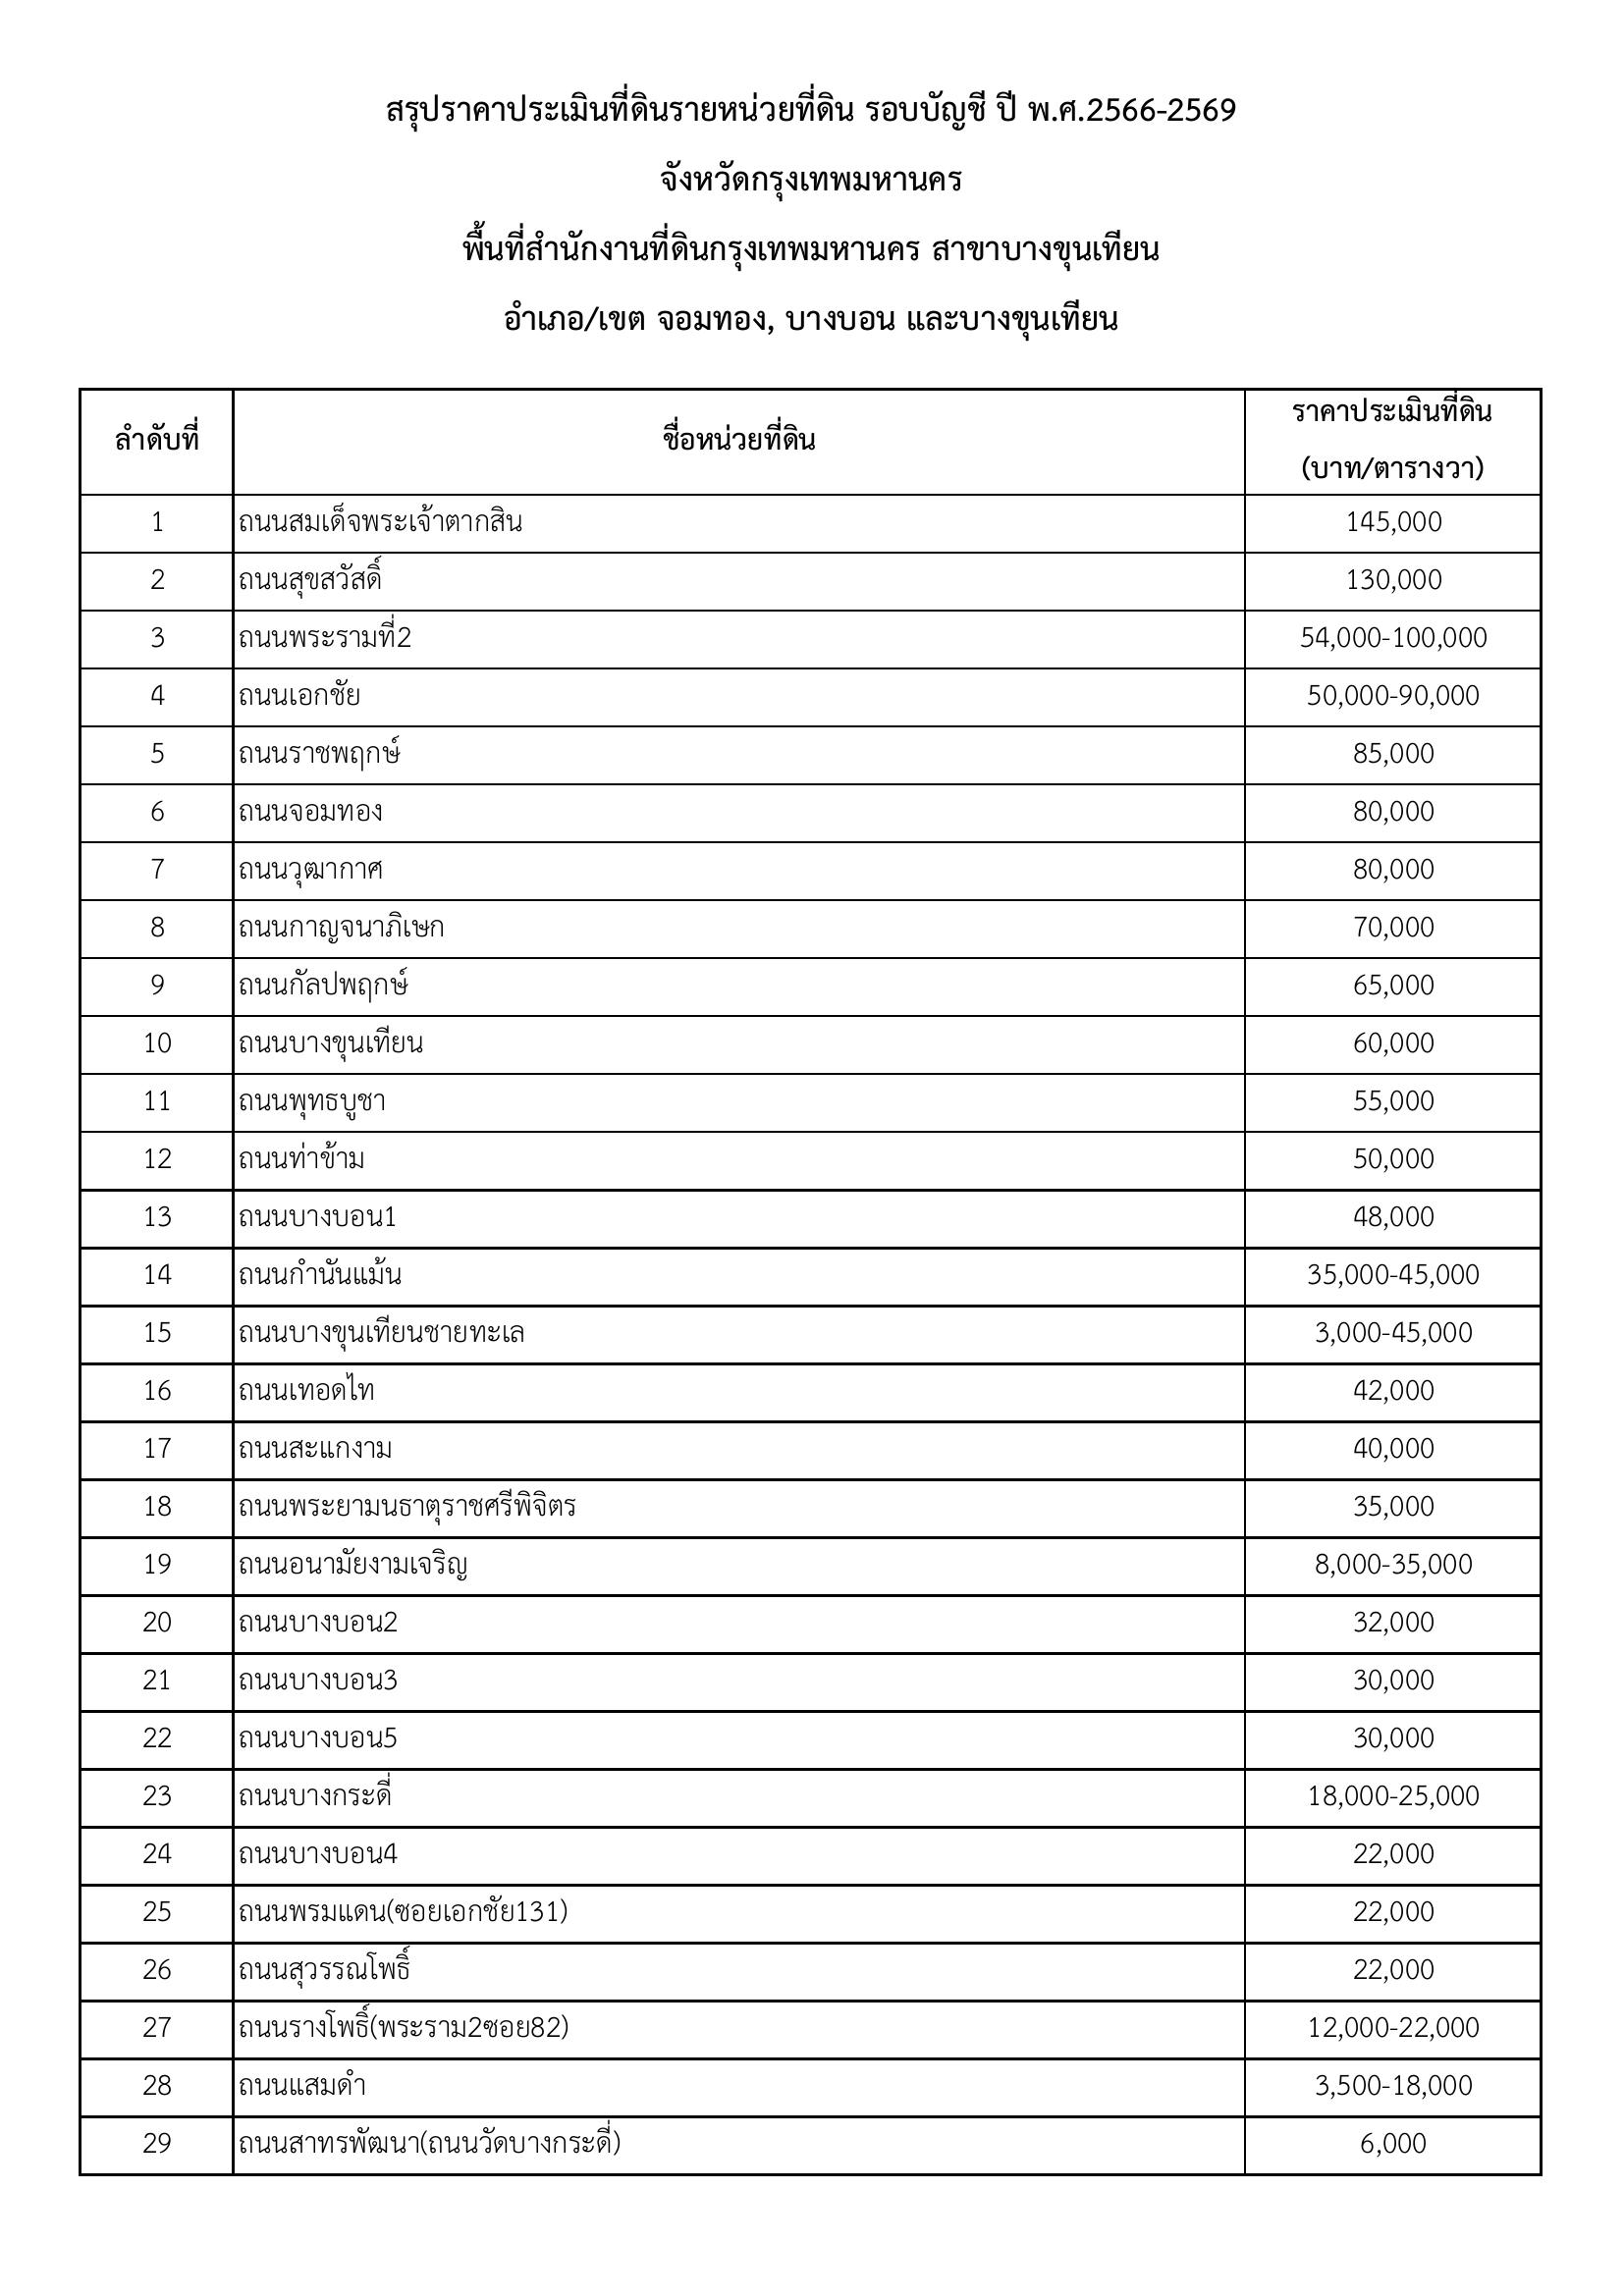 สรุปราคาประเมินที่ดินรายหน่วยที่ดิน รอบบัญชี ปี พ.ศ.2566-2569
จังหวัดกรุงเทพมหานคร
พื้นที่สำนักงานที่ดินกรุงเทพมหานคร สาขาบางขุนเทียน
อำเภอ/เขต จอมทอง, บางบอน และบางขุนเทียน
ลำดับที่ ชื่อหน่วยที่ดิน ราคาประเมินที่ดิน
(บาท/ตารางวา)
1 ถนนสมเด็จพระเจ้าตากสิน 145,000
2 ถนนสุขสวัสดิ์ 130,000
3 ถนนพระรามที่2 54,000-100,000
4 ถนนเอกชัย 50,000-90,000
5 ถนนราชพฤกษ์ 85,000
6 ถนนจอมทอง 80,000
7 ถนนวุฒากาศ 80,000
8 ถนนกาญจนาภิเษก 70,000
9 ถนนกัลปพฤกษ์ 65,000
10 ถนนบางขุนเทียน 60,000
11 ถนนพุทธบูชา 55,000
12 ถนนท่าข้าม 50,000
13 ถนนบางบอน1 48,000
14 ถนนกำนันแม้น 35,000-45,000
15 ถนนบางขุนเทียนชายทะเล 3,000-45,000
16 ถนนเทอดไท 42,000
17 ถนนสะแกงาม 40,000
18 ถนนพระยามนธาตุราชศรีพิจิตร 35,000
19 ถนนอนามัยงามเจริญ 8,000-35,000
20 ถนนบางบอน2 32,000
21 ถนนบางบอน3 30,000
22 ถนนบางบอน5 30,000
23 ถนนบางกระดี่ 18,000-25,000
24 ถนนบางบอน4 22,000
25 ถนนพรมแดน(ซอยเอกชัย131) 22,000
26 ถนนสุวรรณโพธิ์ 22,000
27 ถนนรางโพธิ์(พระราม2ซอย82) 12,000-22,000
28 ถนนแสมดำ 3,500-18,000
29 ถนนสาทรพัฒนา(ถนนวัดบางกระดี่) 6,000